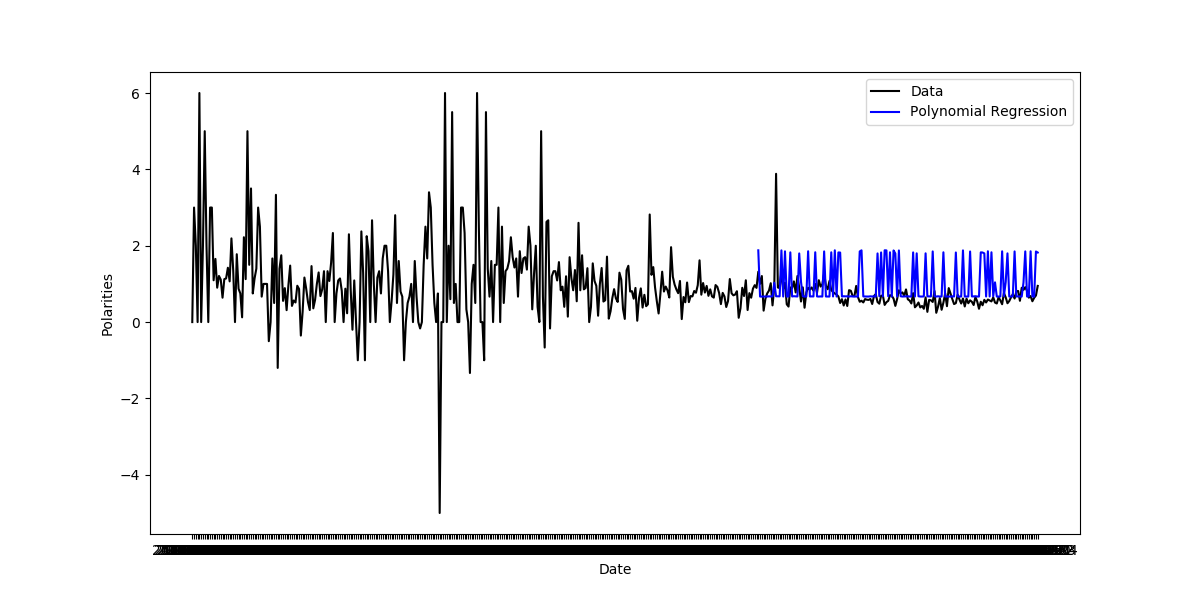 Data
Polynomial Regression
6
4
2
0
−2
−4
Polarities
Date